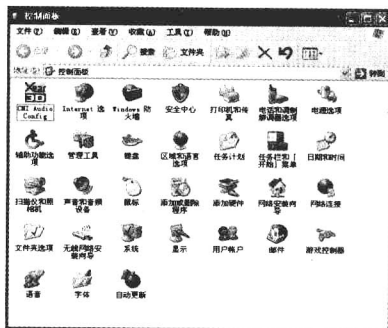 控制面板
文件(F) 编辑(E) 查看(V) 收藏(A) 工具(T) 帮助(H)
搜索 文件夹
控制面板 转到
CMI Audio Config
Internet 选项
Windows 防火墙
安全中心
打印机和传真
电话和调制解调器选项
电源选项
辅助功能选项
管理工具
键盘
区域和语言选项
任务计划
任务栏和「开始」菜单
日期和时间
扫描仪和照相机
声音和音频设备
鼠标
添加或删除程序
添加硬件
网络安装向导
网络连接
文件夹选项
无线网络安装向导
系统
显示
用户帐户
邮件
游戏控制器
语音
字体
自动更新